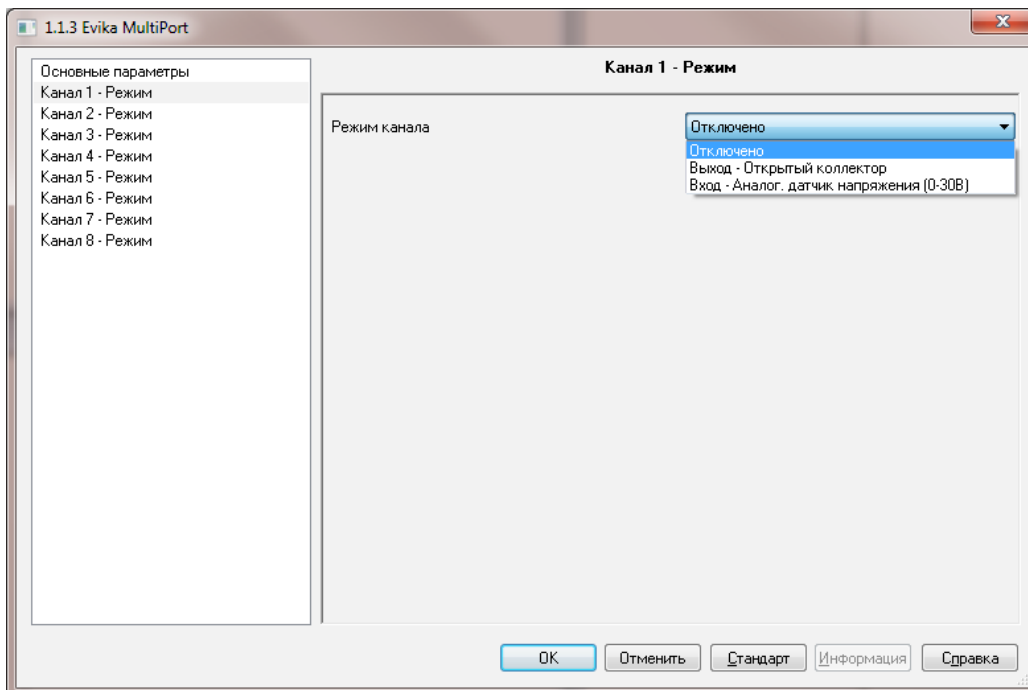 1.1.3 Evika MultiPort
Основные параметры
Канал 1 - Режим
Канал 2 - Режим
Канал 3 - Режим
Канал 4 - Режим
Канал 5 - Режим
Канал 6 - Режим
Канал 7 - Режим
Канал 8 - Режим
Канал 1 - Режим
Режим канала
Отключено
Отключено
Выход - Открытый коллектор
Вход - Аналог. датчик напряжения (0-30В)
OK
Отменить
Стандарт
Информация
Справка